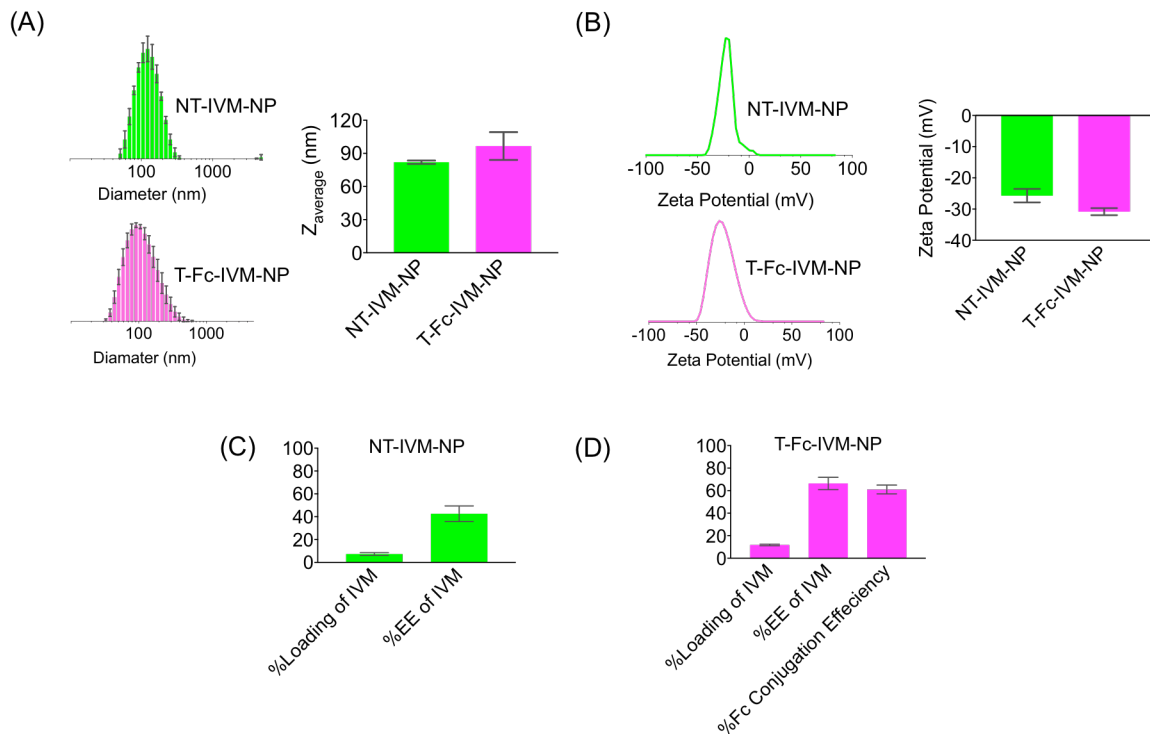 (A)
NT-IVM-NP
100 1000
Diameter (nm)
T-Fc-IVM-NP
100 1000
Diamater (nm)
Zaverage (nm)
120
90
60
30
0
NT-IVM-NP
T-Fc-IVM-NP
(B)
NT-IVM-NP
-100 -50 0 50 100
Zeta Potential (mV)
T-Fc-IVM-NP
-100 -50 0 50 100
Zeta Potential (mV)
Zeta Potential (mV)
0
-10
-20
-30
-40
NT-IVM-NP
T-Fc-IVM-NP
(C)
NT-IVM-NP
100
80
60
40
20
0
%Loading of IVM
%EE of IVM
(D)
T-Fc-IVM-NP
100
80
60
40
20
0
%Loading of IVM
%EE of IVM
%Fc Conjugation Effeciency